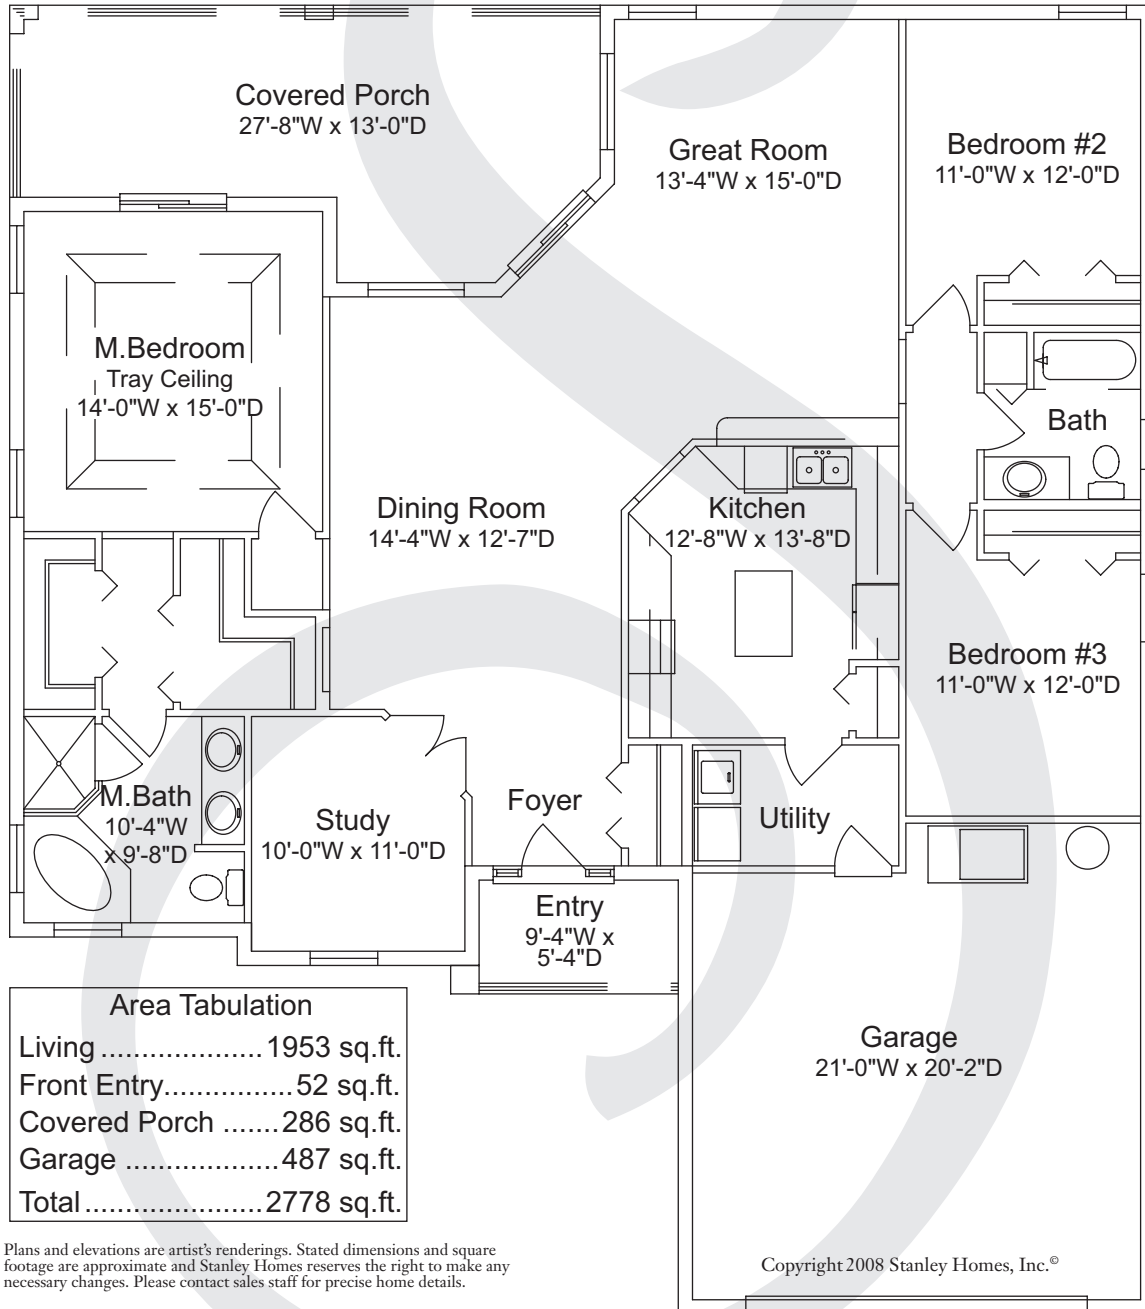 Covered Porch
27'-8"W x 13'-0"D
Great Room
13'-4"W x 15'-0"D
Bedroom #2
11'-0"W x 12'-0"D
M.Bedroom
Tray Ceiling
14'-0"W x 15'-0"D
Bath
Dining Room
14'-4"W x 12'-7"D
Kitchen
12'-8"W x 13'-8"D
Bedroom #3
11'-0"W x 12'-0"D
M.Bath
10'-4"W
x 9'-8"D
Study
10'-0"W x 11'-0"D
Foyer
Utility
Entry
9'-4"W x
5'-4"D
Garage
21'-0"W x 20'-2"D
Area Tabulation
Living ................... 1953 sq.ft.
Front Entry................ 52 sq.ft.
Covered Porch ....... 286 sq.ft.
Garage ................... 487 sq.ft.
Total ...................... 2778 sq.ft.
Plans and elevations are artist's renderings. Stated dimensions and square
footage are approximate and Stanley Homes reserves the right to make any
necessary changes. Please contact sales staff for precise home details.
Copyright 2008 Stanley Homes, Inc.©